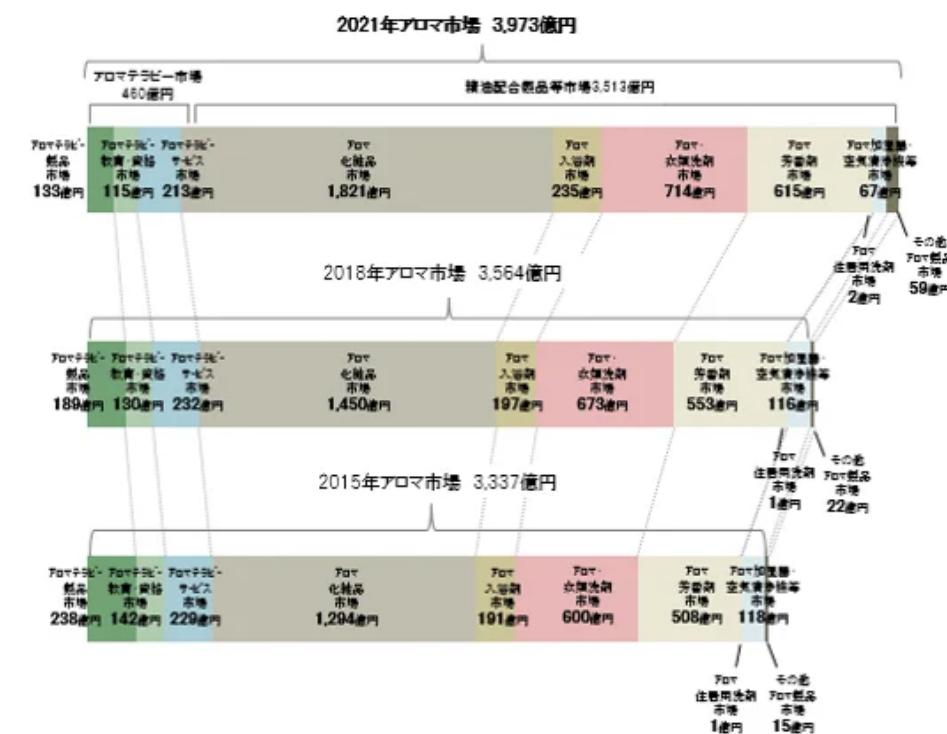 2021年アロマ市場 3,973億円
アロマテラピー市場
460億円
精油配合製品等市場3,513億円
アロマテラピー
製品
市場
133億円
アロマテラピー
教育・資格
市場
115億円
アロマテラピー
サービス
市場
213億円
アロマ
化粧品
市場
1,821億円
アロマ
入浴剤
市場
235億円
アロマ・
衣類洗剤
市場
714億円
アロマ
芳香剤
市場
615億円
アロマ加湿器・
空気清浄機等
市場
67億円
アロマ
住居用洗剤
市場
2億円
その他
アロマ製品
市場
59億円
2018年アロマ市場 3,564億円
アロマテラピー
製品
市場
189億円
アロマテラピー
教育・資格
市場
130億円
アロマテラピー
サービス
市場
232億円
アロマ
化粧品
市場
1,450億円
アロマ
入浴剤
市場
197億円
アロマ・
衣類洗剤
市場
673億円
アロマ
芳香剤
市場
553億円
アロマ加湿器・
空気清浄機等
市場
116億円
アロマ
住居用洗剤
市場
1億円
その他
アロマ製品
市場
22億円
2015年アロマ市場 3,337億円
アロマテラピー
製品
市場
238億円
アロマテラピー
教育・資格
市場
142億円
アロマテラピー
サービス
市場
229億円
アロマ
化粧品
市場
1,294億円
アロマ
入浴剤
市場
191億円
アロマ・
衣類洗剤
市場
600億円
アロマ
芳香剤
市場
508億円
アロマ加湿器・
空気清浄機等
市場
118億円
アロマ
住居用洗剤
市場
1億円
その他
アロマ製品
市場
15億円